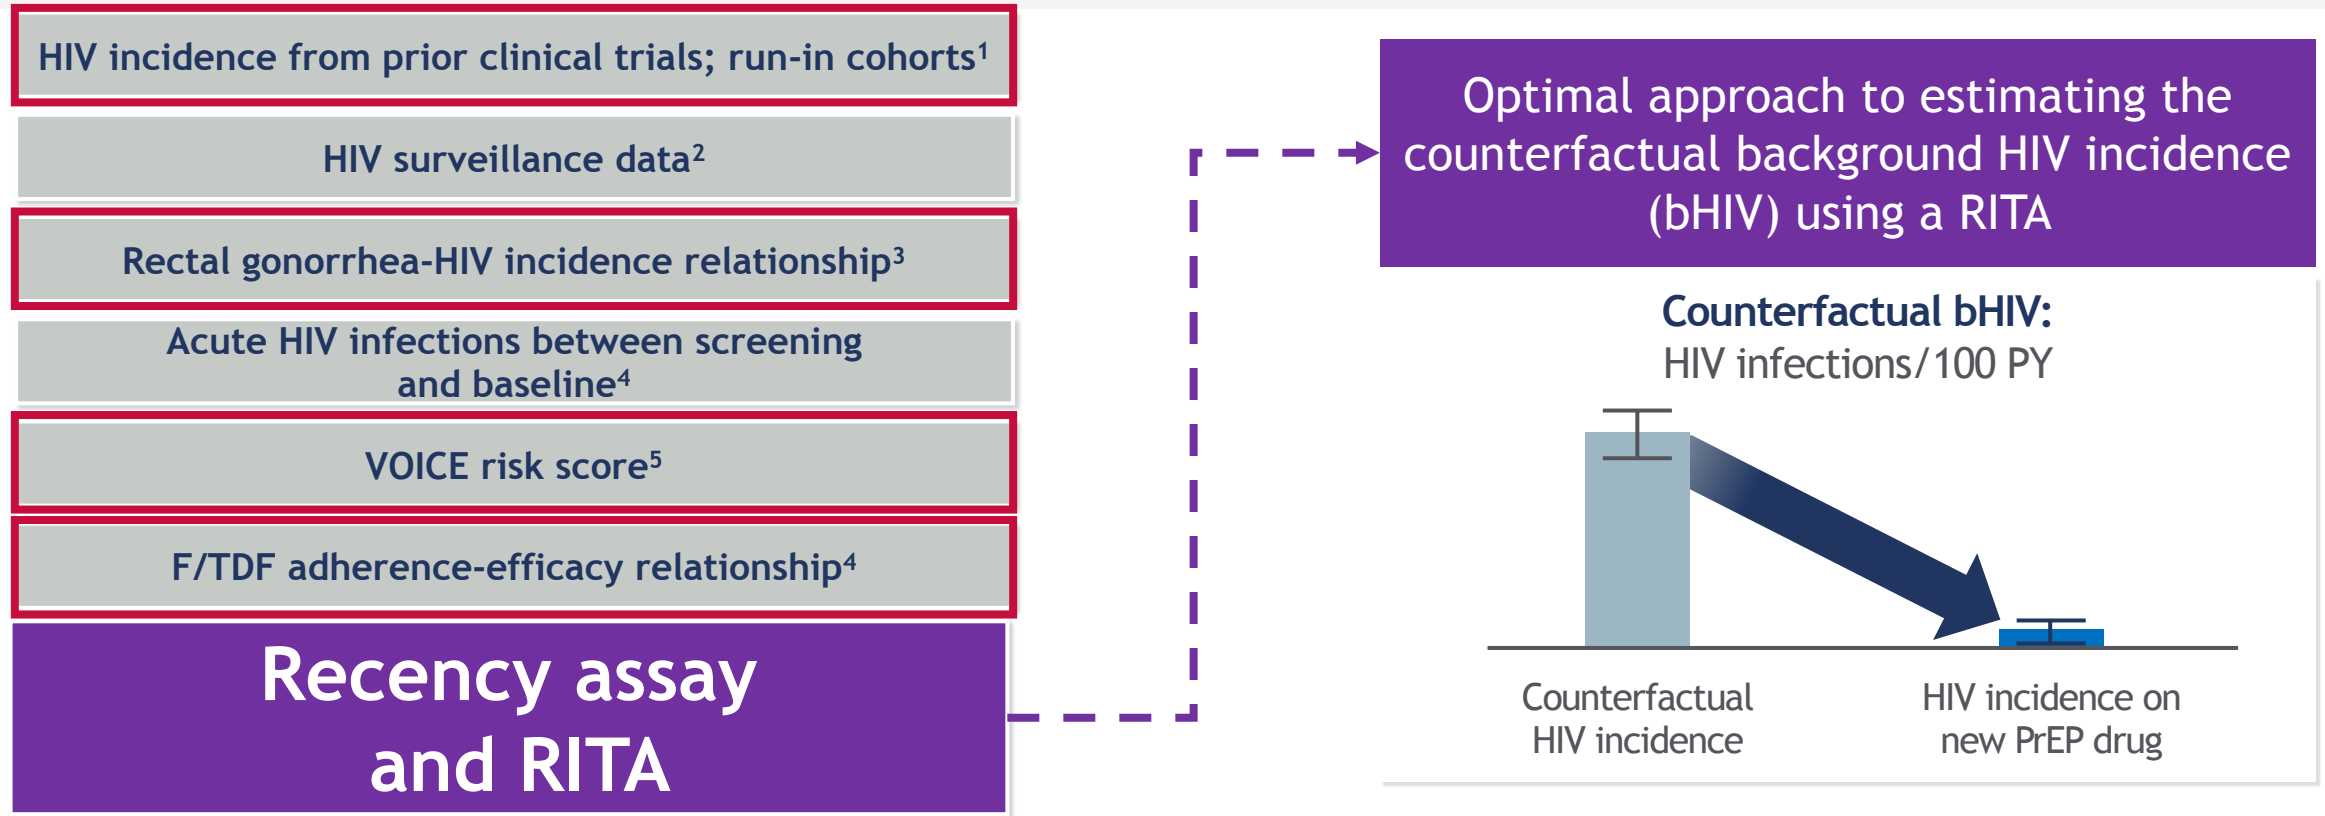 HIV incidence from prior clinical trials; run-in cohorts¹
HIV surveillance data²
Rectal gonorrhea-HIV incidence relationship³
Acute HIV infections between screening
and baseline⁴
VOICE risk score⁵
F/TDF adherence-efficacy relationship⁴
Recency assay
and RITA
Optimal approach to estimating the
counterfactual background HIV incidence
(bHIV) using a RITA
Counterfactual bHIV:
HIV infections/100 PY
Counterfactual
HIV incidence
HIV incidence on
new PrEP drug